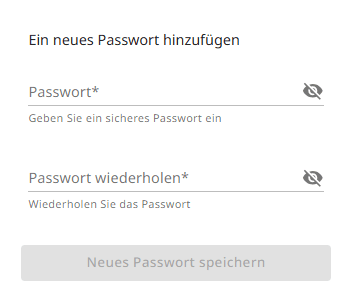 Ein neues Passwort hinzufügen
Passwort*
Geben Sie ein sicheres Passwort ein
Passwort wiederholen*
Wiederholen Sie das Passwort
Neues Passwort speichern